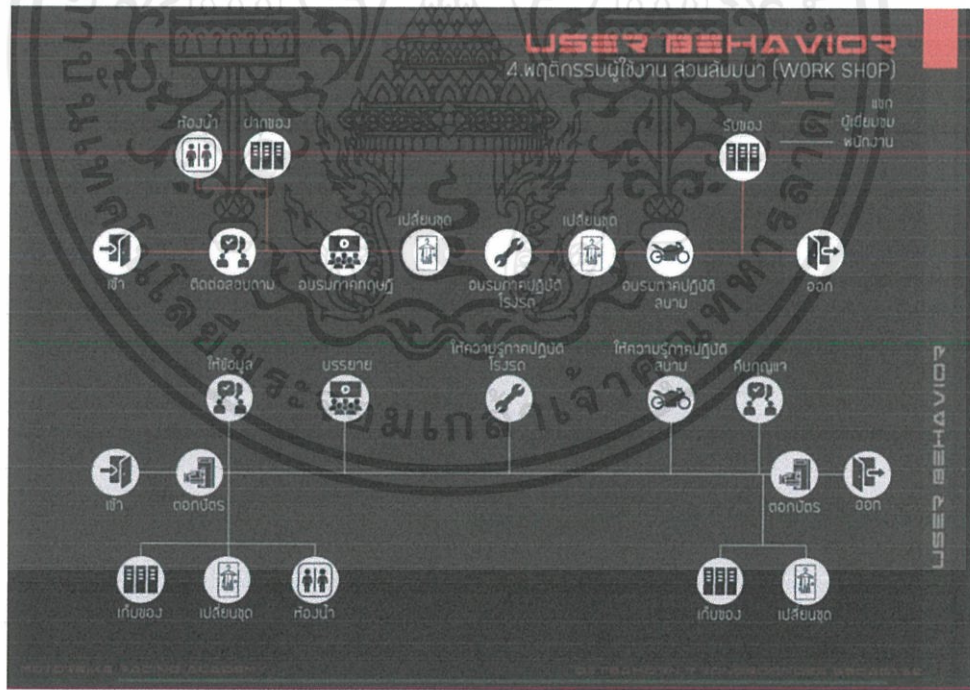 USER BEHAVIOR
4.พฤติกรรมผู้ใช้งาน ส่วนสัมมนา (WORK SHOP)
แขก
ผู้เยี่ยมชม
พนักงาน
ห้องน้ำ
ฝากของ
รับของ
เปลี่ยนชุด
เปลี่ยนชุด
เข้า
ติดต่อสอบถาม
อบรมภาคทฤษฎี
อบรมภาคปฏิบัติ
โรงรถ
อบรมภาคปฏิบัติ
สนาม
ออก
ให้ข้อมูล
บรรยาย
ให้ความรู้ภาคปฏิบัติ
โรงรถ
ให้ความรู้ภาคปฏิบัติ
สนาม
คืนกุญแจ
เข้า
ตอกบัตร
ตอกบัตร
ออก
เก็บของ
เปลี่ยนชุด
ห้องน้ำ
เก็บของ
เปลี่ยนชุด
USER BEHAVIOR
RACING ACADEMY